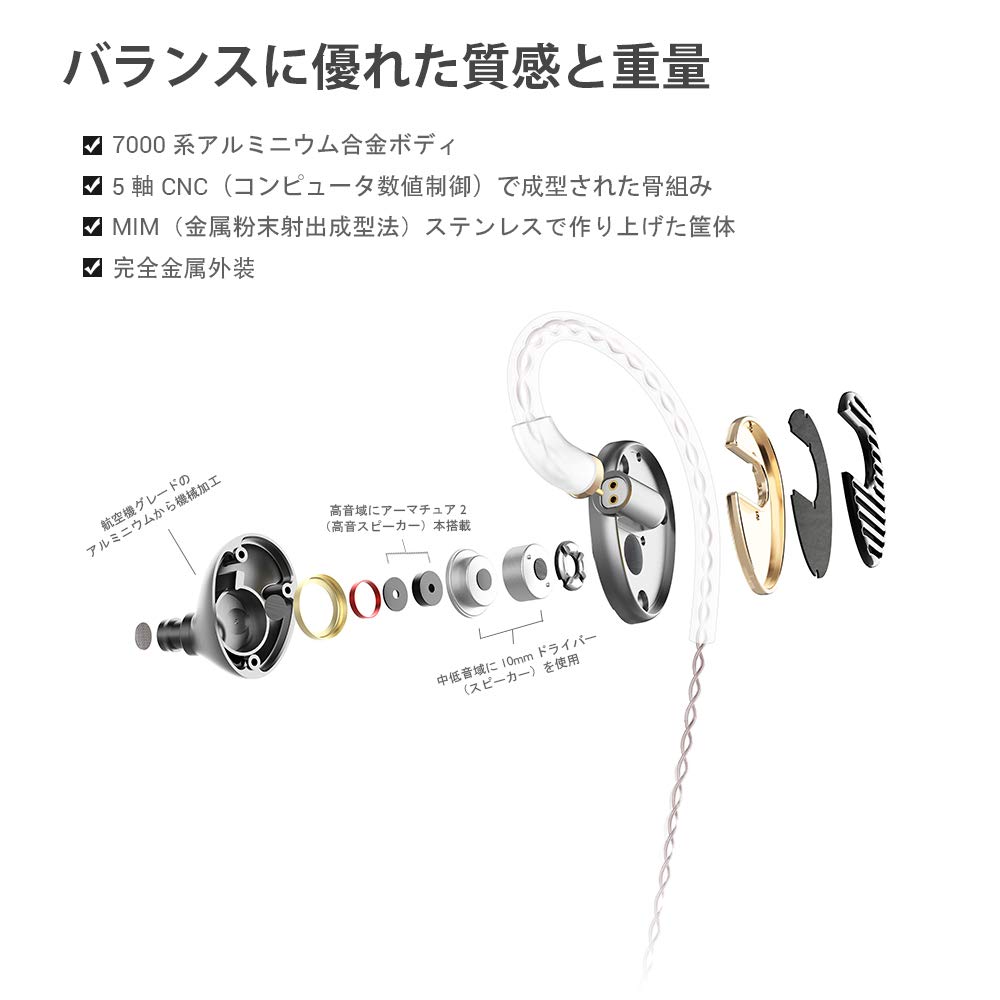 バランスに優れた質感と重量
7000 系アルミニウム合金ボディ
5 軸 CNC（コンピュータ数値制御）で成型された骨組み
MIM（金属粉末射出成型法）ステンレスで作り上げた筐体
完全金属外装
航空機グレードの
アルミニウムから機械加工
高音域にアーマチュア 2
（高音スピーカー）本搭載
中低音域に 10mm ドライバー
（スピーカー）を使用